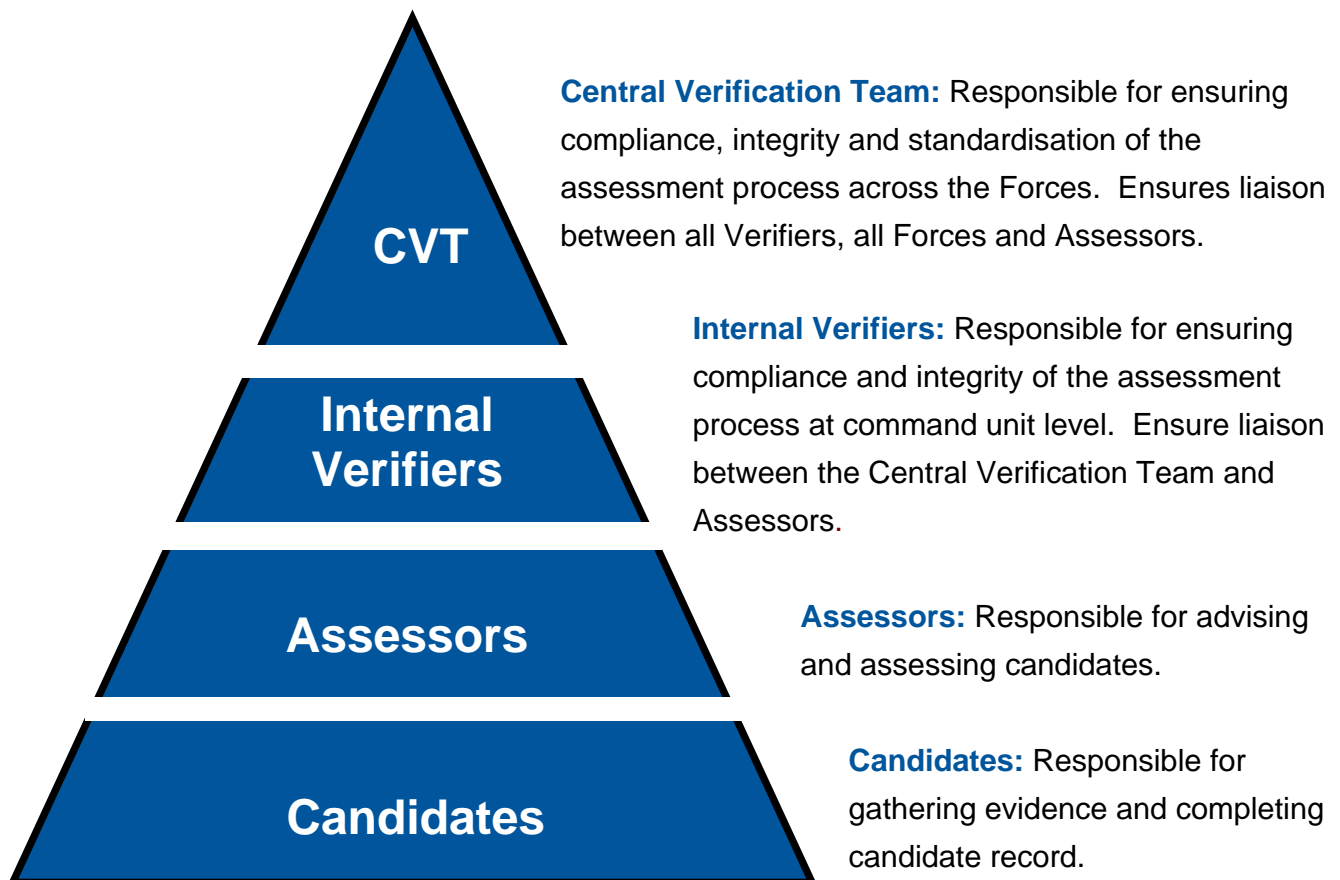 Central Verification Team: Responsible for ensuring
compliance, integrity and standardisation of the
assessment process across the Forces.  Ensures liaison
between all Verifiers, all Forces and Assessors.
CVT
Internal Verifiers: Responsible for ensuring
compliance and integrity of the assessment
process at command unit level.  Ensure liaison
between the Central Verification Team and
Assessors.
Internal
Verifiers
Assessors: Responsible for advising
and assessing candidates.
Assessors
Candidates: Responsible for
gathering evidence and completing
candidate record.
Candidates